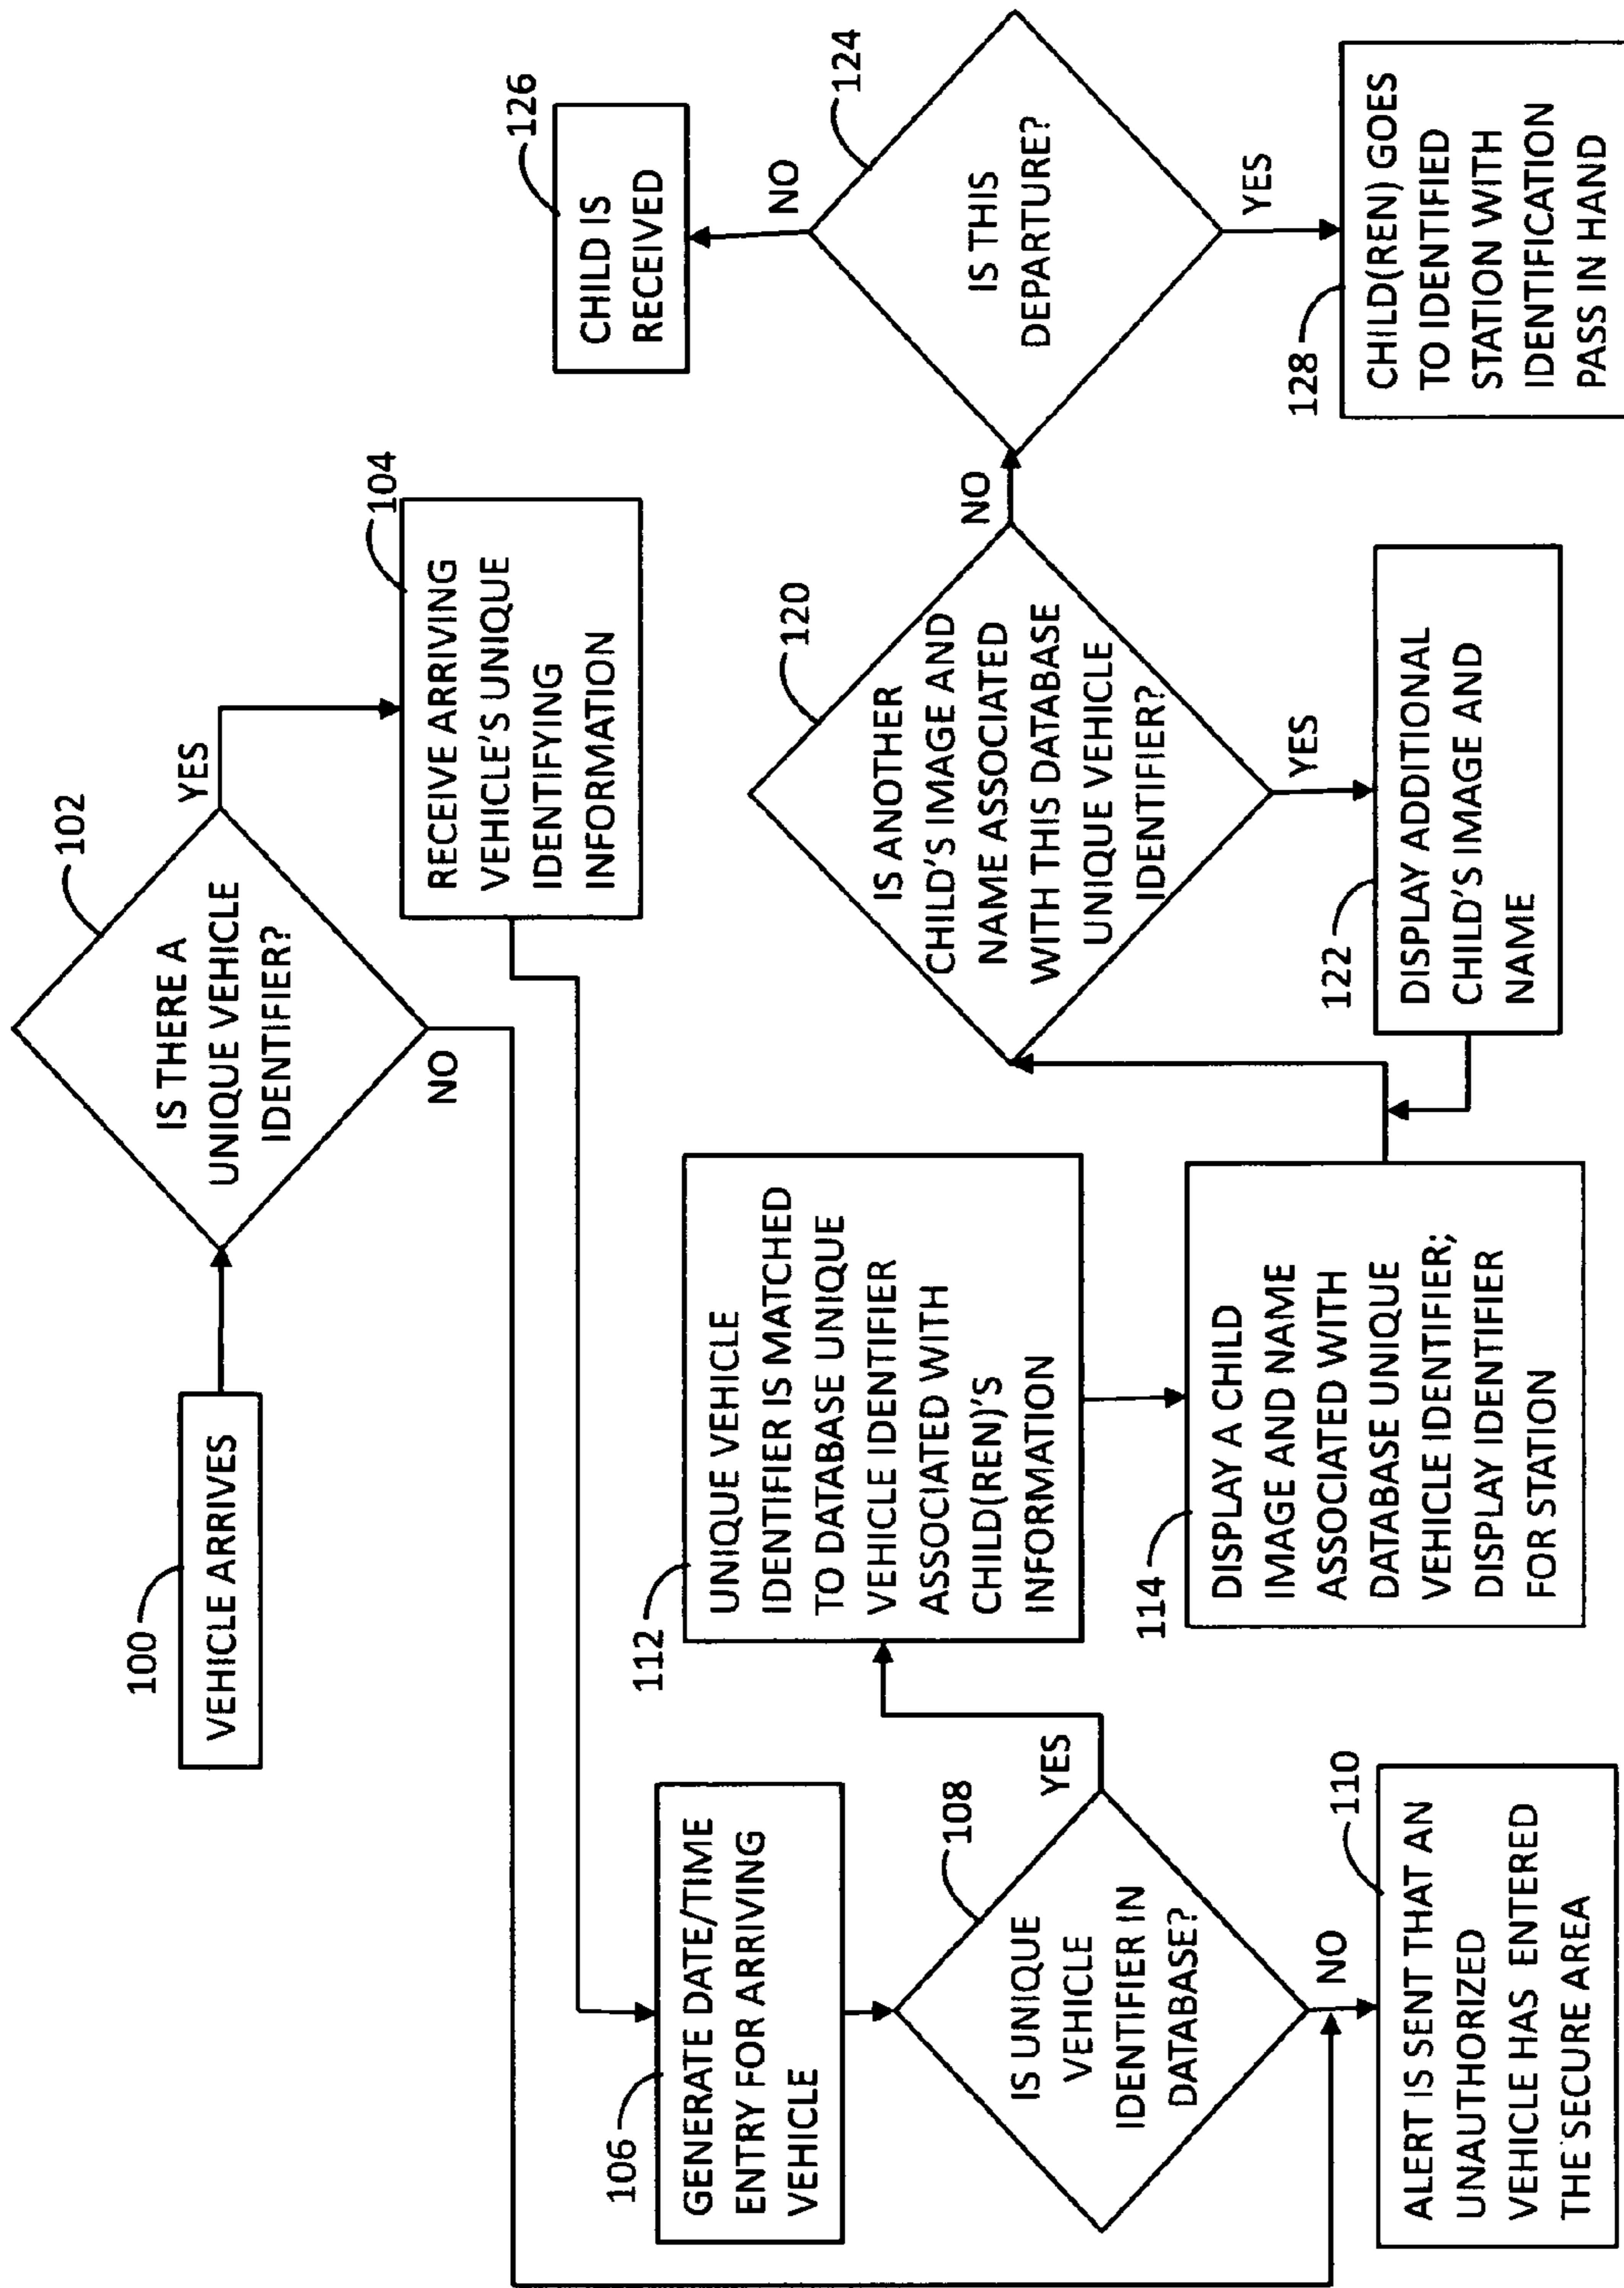 100
VEHICLE ARRIVES
102
IS THERE A
UNIQUE VEHICLE
IDENTIFIER?
YES
NO
104
RECEIVE ARRIVING
VEHICLE'S UNIQUE
IDENTIFYING
INFORMATION
106
GENERATE DATE/TIME
ENTRY FOR ARRIVING
VEHICLE
108
IS UNIQUE
VEHICLE
IDENTIFIER IN
DATABASE?
YES
NO
110
ALERT IS SENT THAT AN
UNAUTHORIZED
VEHICLE HAS ENTERED
THE SECURE AREA
112
UNIQUE VEHICLE
IDENTIFIER IS MATCHED
TO DATABASE UNIQUE
VEHICLE IDENTIFIER
ASSOCIATED WITH
CHILD(REN)'S
INFORMATION
114
DISPLAY A CHILD
IMAGE AND NAME
ASSOCIATED WITH
DATABASE UNIQUE
VEHICLE IDENTIFIER;
DISPLAY IDENTIFIER
FOR STATION
120
IS ANOTHER
CHILD'S IMAGE AND
NAME ASSOCIATED
WITH THIS DATABASE
UNIQUE VEHICLE
IDENTIFIER?
NO
YES
122
DISPLAY ADDITIONAL
CHILD'S IMAGE AND
NAME
124
IS THIS
DEPARTURE?
NO
YES
126
CHILD IS
RECEIVED
128
CHILD(REN) GOES
TO IDENTIFIED
STATION WITH
IDENTIFICATION
PASS IN HAND